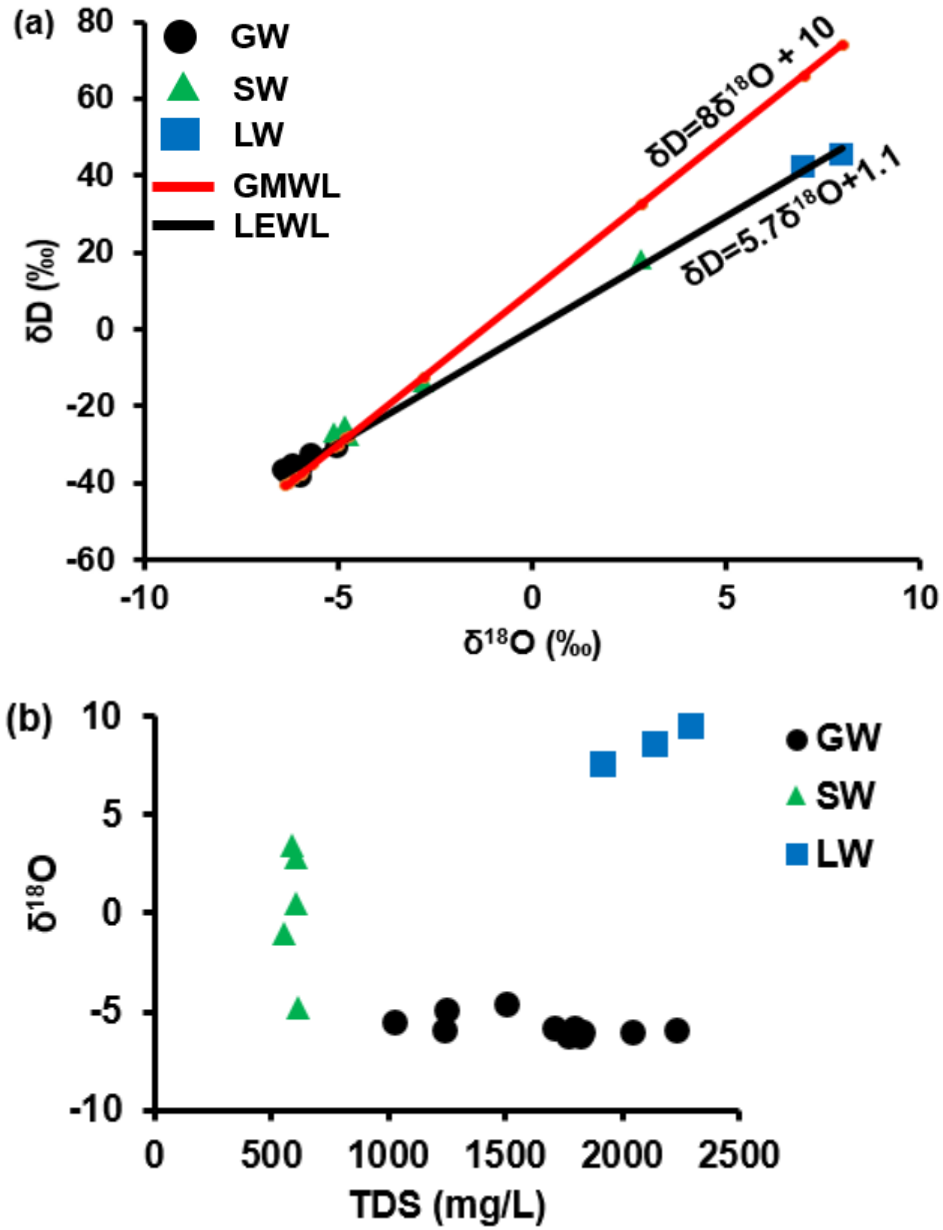 (a)
GW
SW
LW
GMWL
LEWL
δD=8δ¹⁸O + 10
δD=5.7δ¹⁸O+1.1
80
60
40
20
0
-20
-40
-60
δD (‰)
-10
-5
0
5
10
δ¹⁸O (‰)
(b)
10
5
0
-5
-10
δ¹⁸O
GW
SW
LW
0
500
1000
1500
2000
2500
TDS (mg/L)